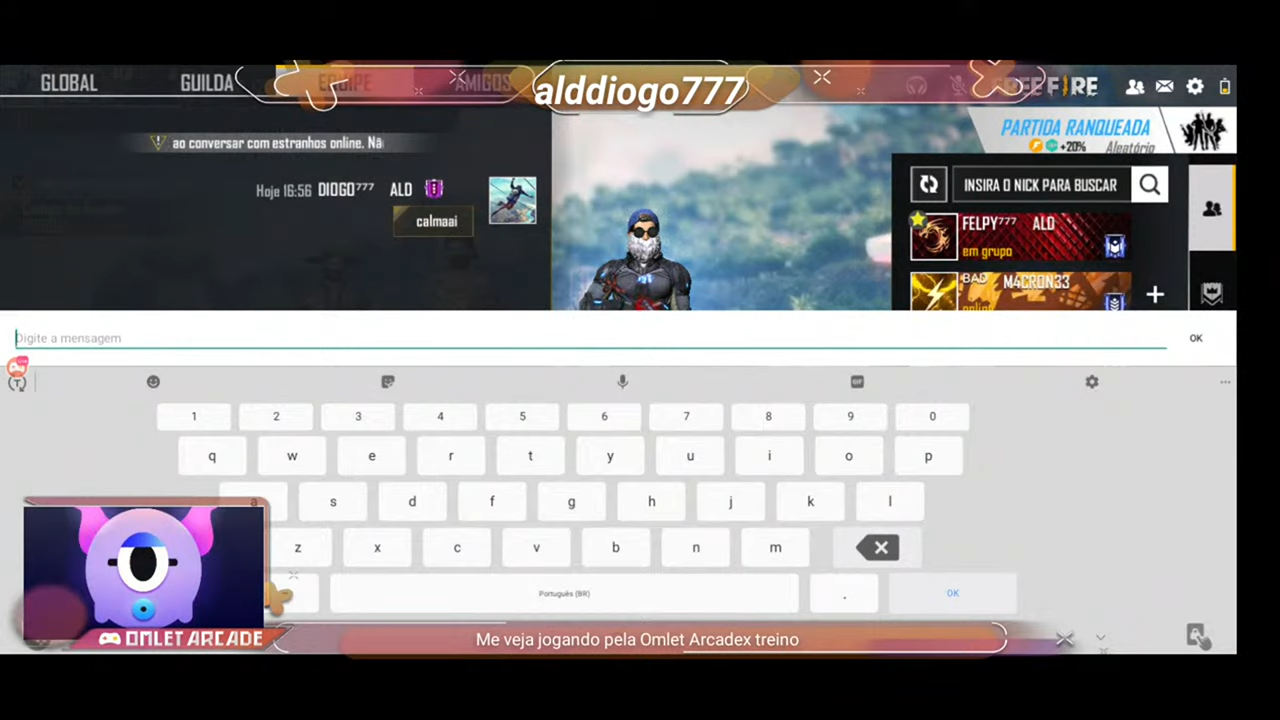 GLOBAL
GUILDA
EQUIPE
AMIGOS
alddiogo777
FREE FIRE
ao conversar com estranhos online. Nã
PARTIDA RANQUEADA
+20%
Aleatório
Hoje 16:56 DIOGO⁷⁷⁷ ALD
calmaai
INSIRA O NICK PARA BUSCAR
FELPY⁷⁷⁷ ALD
em grupo
BAD M4CRON33
online
Digite a mensagem
OK
GIF
1 2 3 4 5 6 7 8 9 0
q w e r t y u i o p
a s d f g h j k l
z x c v b n m
Português (BR)
.
OK
OMLET ARCADE
Me veja jogando pela Omlet Arcadex treino